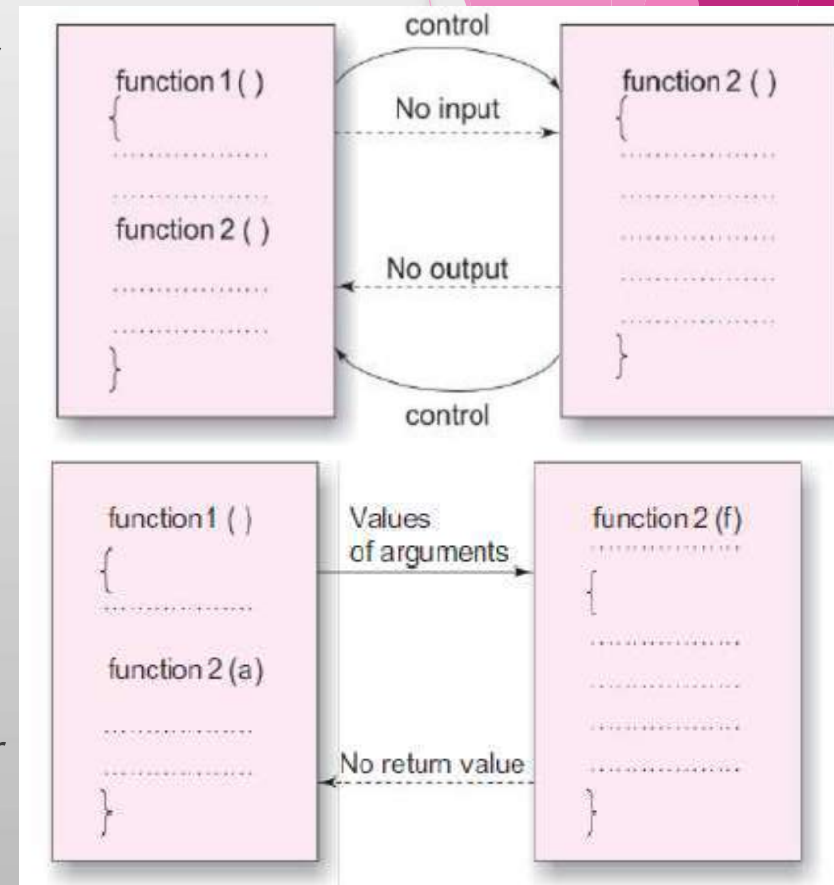 control
function 1 ( )
{
No input
function 2 ( )
No output
}
control
function 2 ( )
{
}
function1 ( )
{
Values
of arguments
function 2 (a)
No return value
}
function 2 (f)
{
}